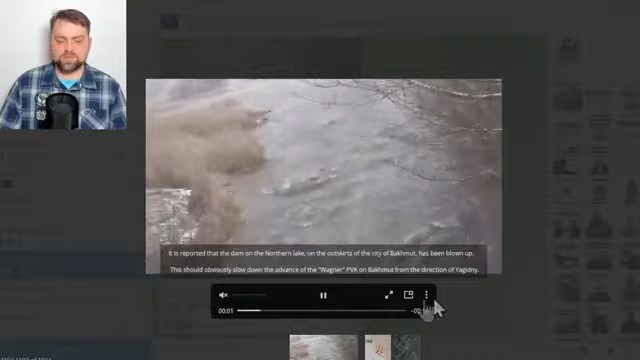 It is reported that the dam on the Northern lake, on the outskirts of the city of Bakhmut, has been blown up.
This should obviously slow down the advance of the "Wagner" PVK on Bakhmut from the direction of Yagidny.
00:01